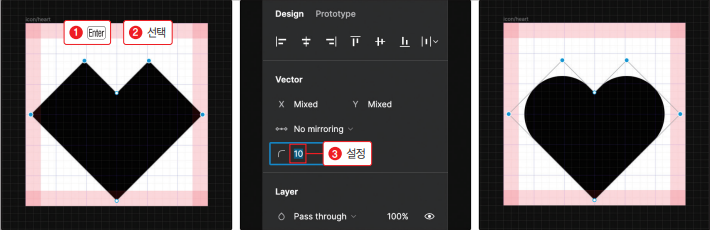 icon/heart
1 Enter
2 선택
Design Prototype
Vector
X Mixed Y Mixed
No mirroring
10
3 설정
Layer
Pass through 100%
icon/heart